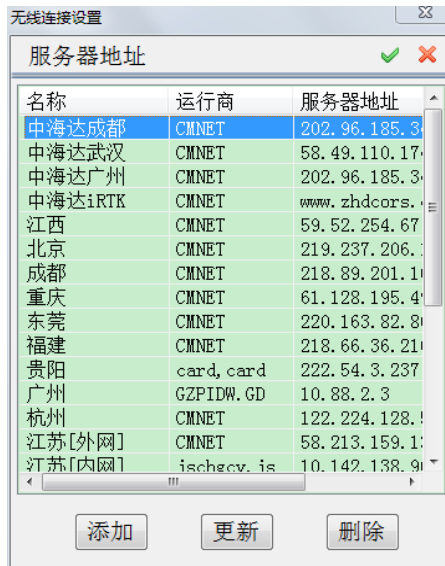 无线连接设置
服务器地址
名称 运行商 服务器地址
中海达成都 CMNET 202.96.185.3
中海达武汉 CMNET 58.49.110.17
中海达广州 CMNET 202.96.185.3
中海达iRTK CMNET www.zhdcors.
江西 CMNET 59.52.254.67
北京 CMNET 219.237.206.
成都 CMNET 218.89.201.1
重庆 CMNET 61.128.195.4
东莞 CMNET 220.163.82.8
福建 CMNET 218.66.36.21
贵阳 card,card 222.54.3.237
广州 GZPIDW.GD 10.88.2.3
杭州 CMNET 122.224.128.
江苏[外网] CMNET 58.213.159.1
江苏[内网] jschgcv.js 10.142.138.9
添加 更新 删除